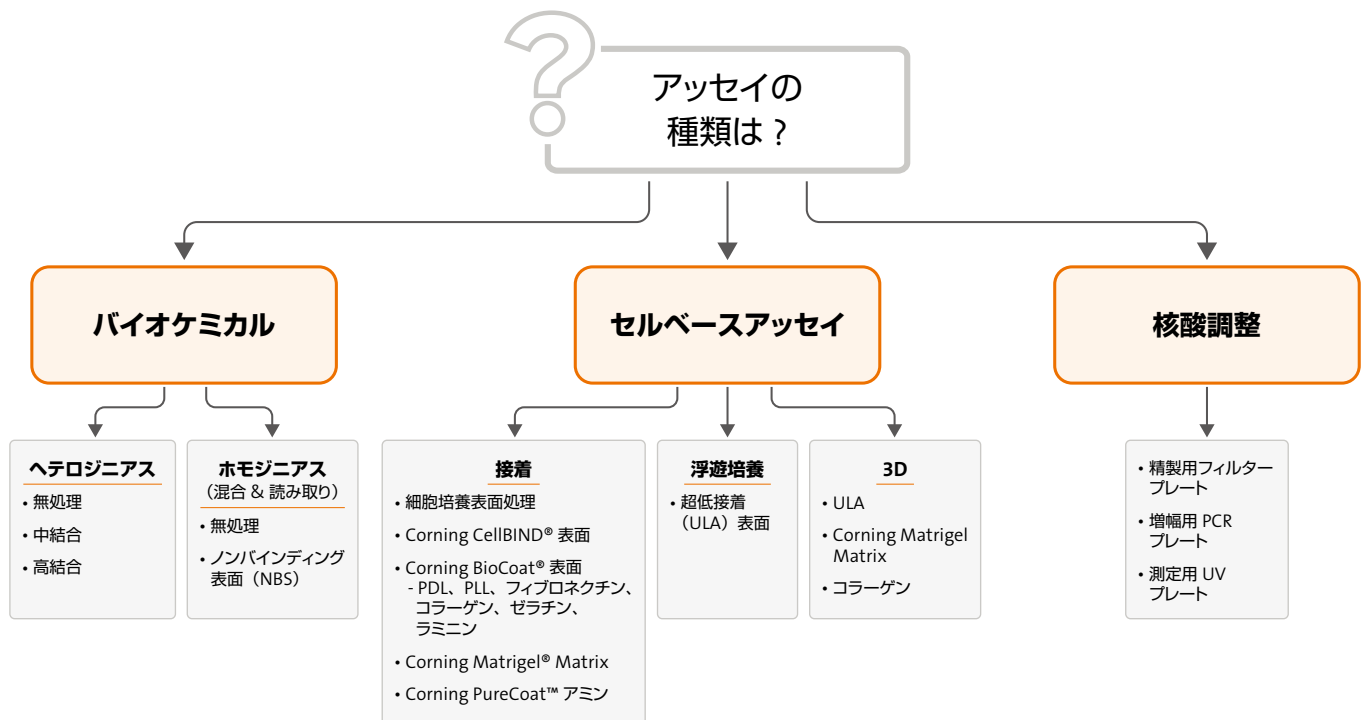 アッセイの
種類は ?
バイオケミカル
セルベースアッセイ
核酸調整
ヘテロジニアス
• 無処理
• 中結合
• 高結合
ホモジニアス
(混合 & 読み取り)
• 無処理
• ノンバインディング
表面(NBS)
接着
• 細胞培養表面処理
• Corning CellBIND® 表面
• Corning BioCoat® 表面
- PDL、PLL、フィブロネクチン、
コラーゲン、ゼラチン、
ラミニン
• Corning Matrigel® Matrix
• Corning PureCoat™ アミン
浮遊培養
• 超低接着
(ULA)表面
3D
• ULA
• Corning Matrigel
Matrix
• コラーゲン
• 精製用フィルター
プレート
• 増幅用 PCR
プレート
• 測定用 UV
プレート